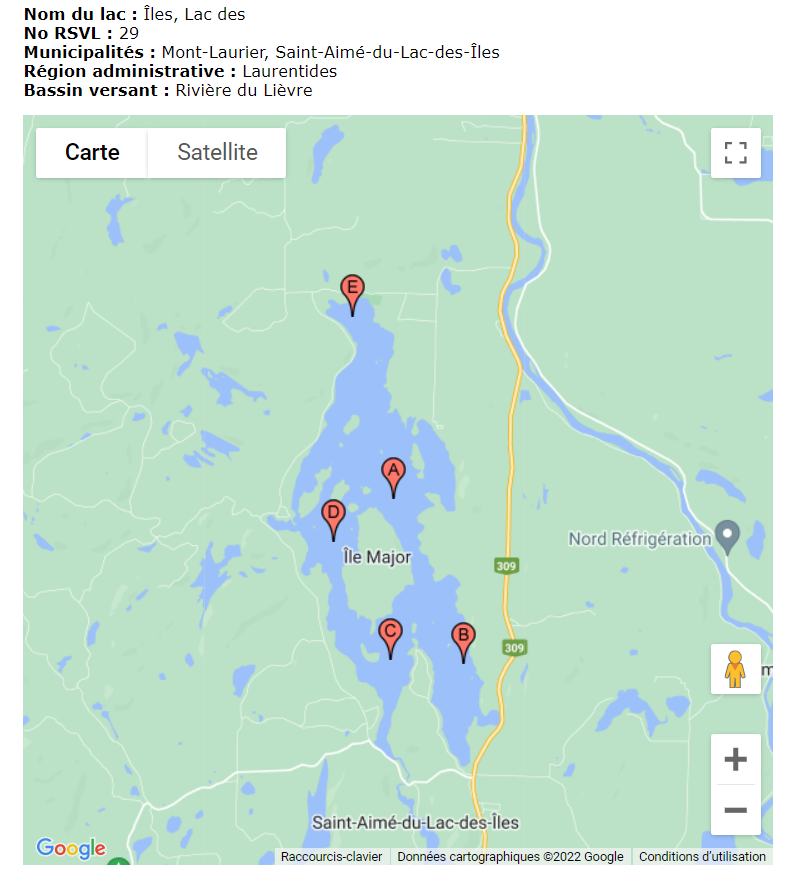 Nom du lac : Îles, Lac des
No RSVL : 29
Municipalités : Mont-Laurier, Saint-Aimé-du-Lac-des-Îles
Région administrative : Laurentides
Bassin versant : Rivière du Lièvre
Carte Satellite
E
A
D
Nord Réfrigération
Île Major
309
C
B
309
Saint-Aimé-du-Lac-des-Îles
Google
Raccourcis-clavier Données cartographiques ©2022 Google Conditions d'utilisation